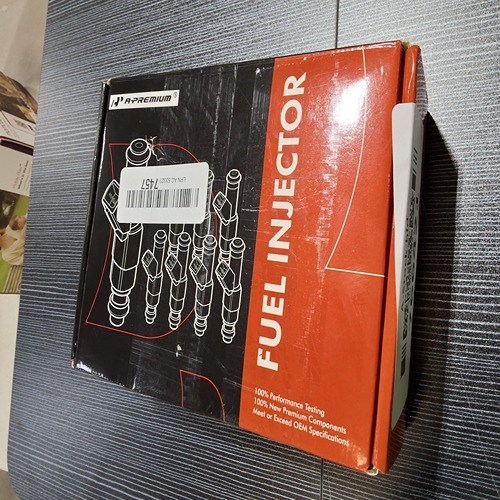 A-PREMIUM®
7457
FUEL INJECTOR
100% Performance Testing
100% New Premium Components
Meet or Exceed OEM Specifications